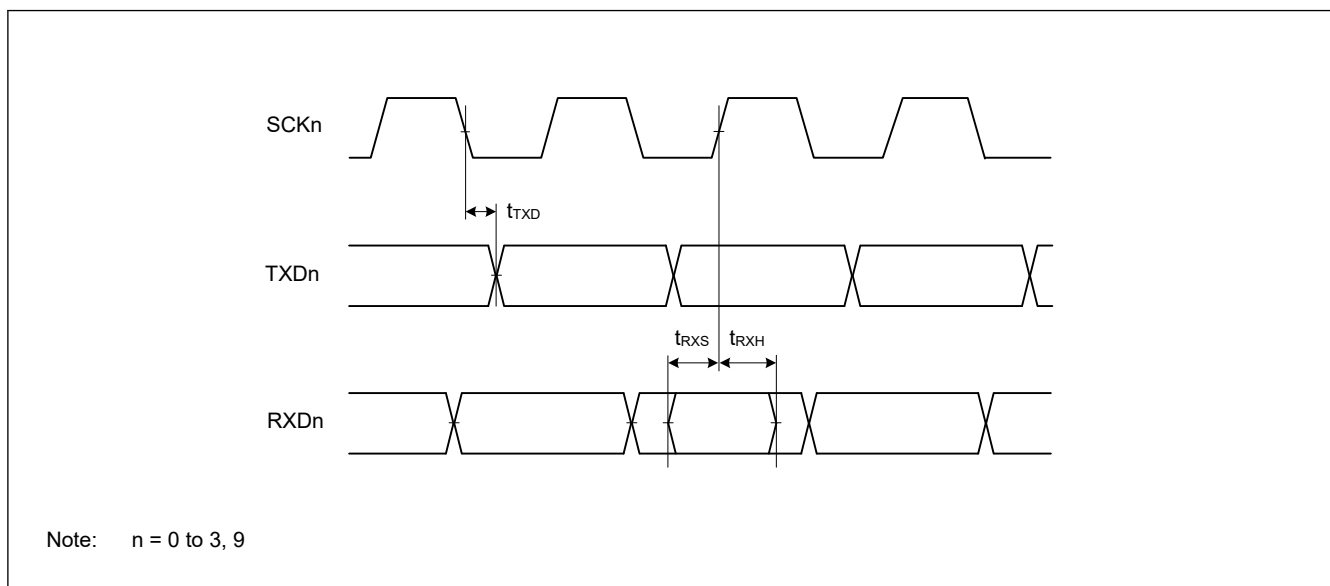 SCKn
tTXD
TXDn
tRXS tRXH
RXDn
Note: n = 0 to 3, 9